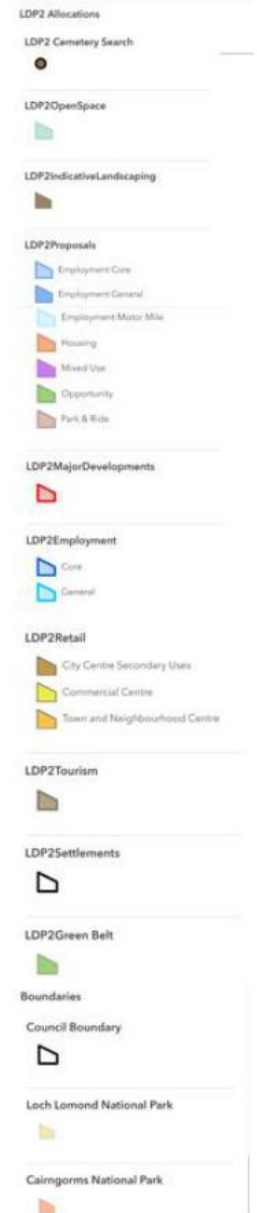 LDP2 Allocations
LDP2 Cemetery Search
LDP2OpenSpace
LDP2IndicativeLandscaping
LDP2Proposals
Employment Core
Employment General
Employment Motor Mile
Housing
Mixed Use
Opportunity
Park & Ride
LDP2MajorDevelopments
LDP2Employment
Core
General
LDP2Retail
City Centre Secondary Uses
Commercial Centre
Town and Neighbourhood Centre
LDP2Tourism
LDP2Settlements
LDP2Green Belt
Boundaries
Council Boundary
Loch Lomond National Park
Cairngorms National Park